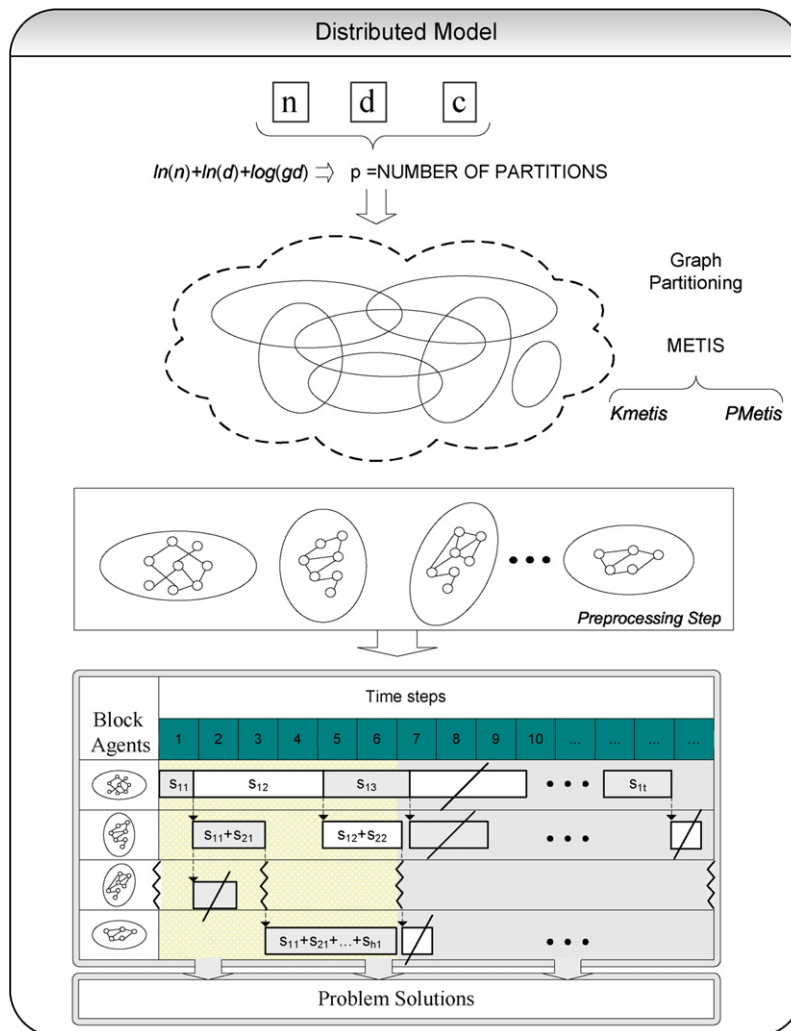 Distributed Model
n d c
ln(n)+ln(d)+log(gd) ⇒ p =NUMBER OF PARTITIONS
Graph
Partitioning
METIS
Kmetis PMetis
Preprocessing Step
Block
Agents
Time steps
1 2 3 4 5 6 7 8 9 10 ... ... ... ...
s11 s12 s13 s1t
s11+s21 s12+s22
s11+s21+...+sh1
Problem Solutions